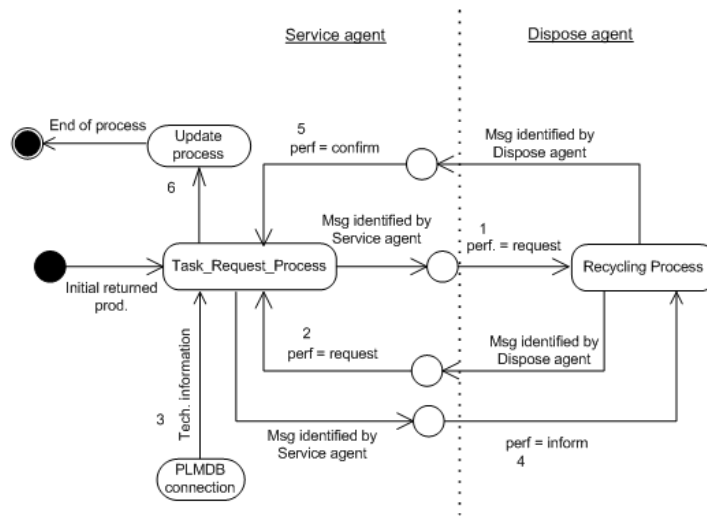 Service agent
Dispose agent
End of process
Update
process
5
perf = confirm
Msg identified by
Dispose agent
6
Msg identified by
Service agent
1
perf. = request
Task_Request_Process
Recycling Process
Initial returned
prod.
2
perf = request
Msg identified by
Dispose agent
3
Tech. information
Msg identified by
Service agent
perf = inform
4
PLMDB
connection